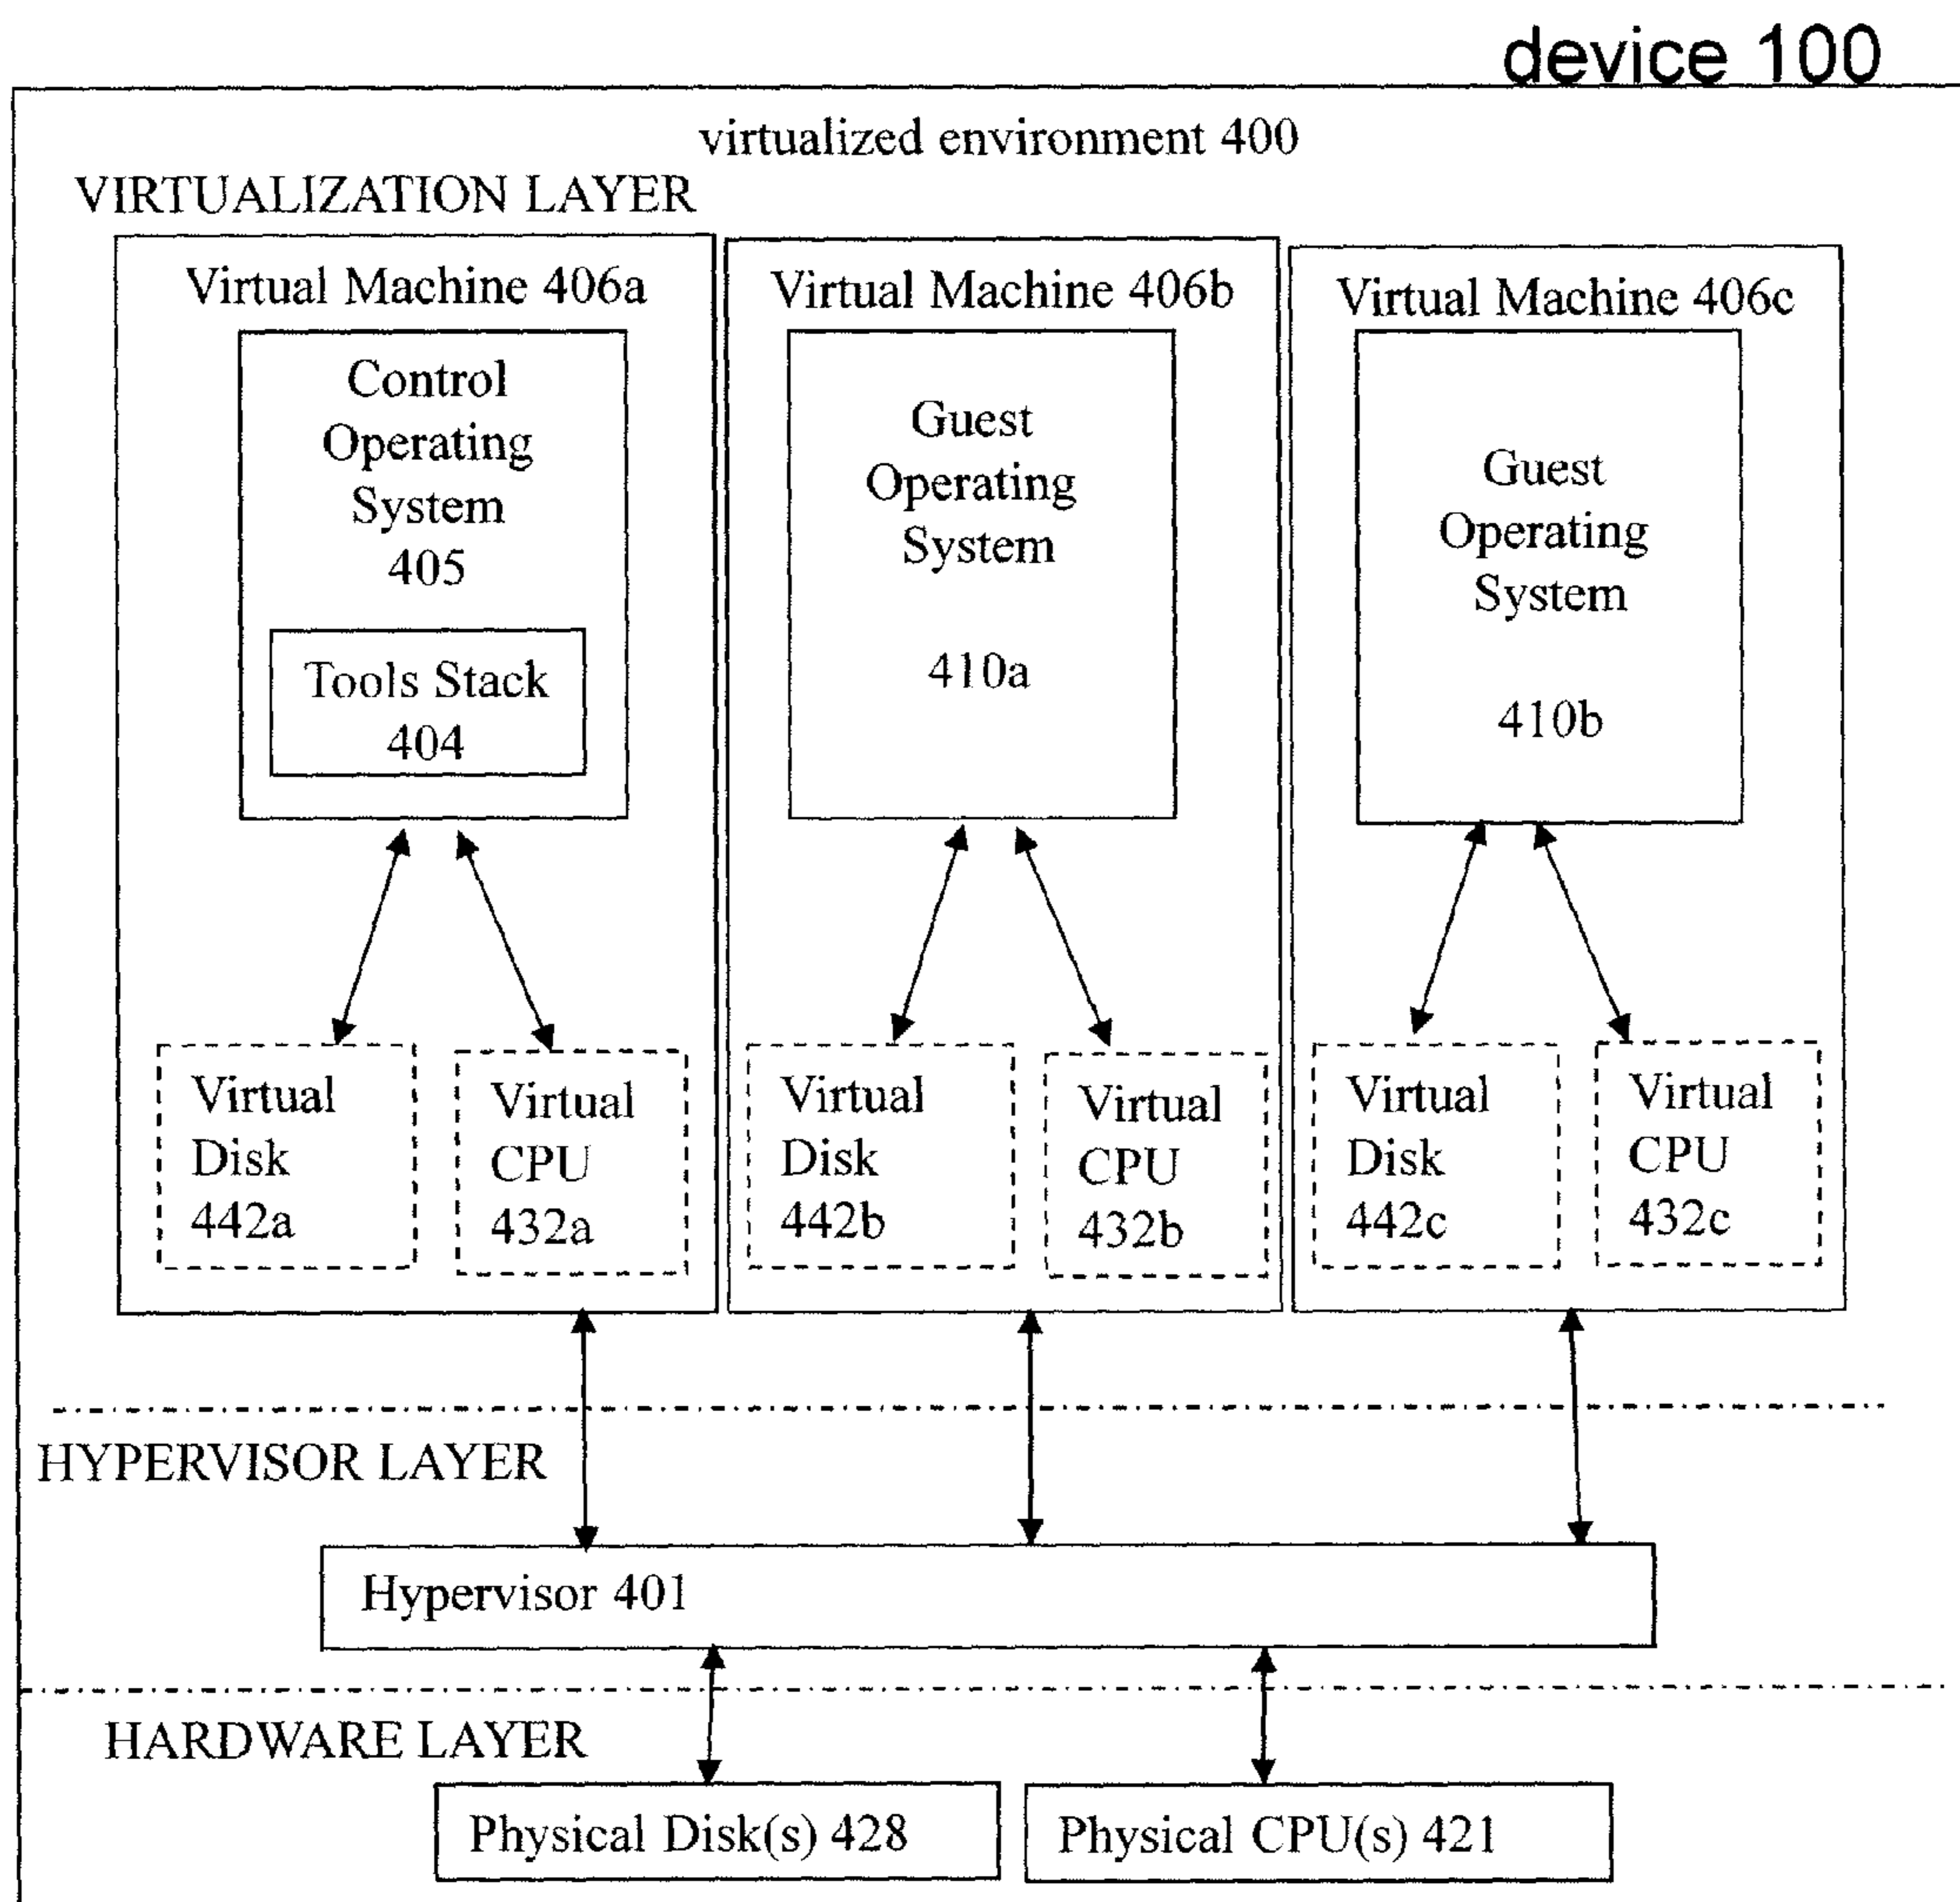 device 100
virtualized environment 400
VIRTUALIZATION LAYER
Virtual Machine 406a
Control
Operating
System
405
Tools Stack
404
Virtual
Disk
442a
Virtual
CPU
432a
Virtual Machine 406b
Guest
Operating
System
410a
Virtual
Disk
442b
Virtual
CPU
432b
Virtual Machine 406c
Guest
Operating
System
410b
Virtual
Disk
442c
Virtual
CPU
432c
HYPERVISOR LAYER
Hypervisor 401
HARDWARE LAYER
Physical Disk(s) 428
Physical CPU(s) 421